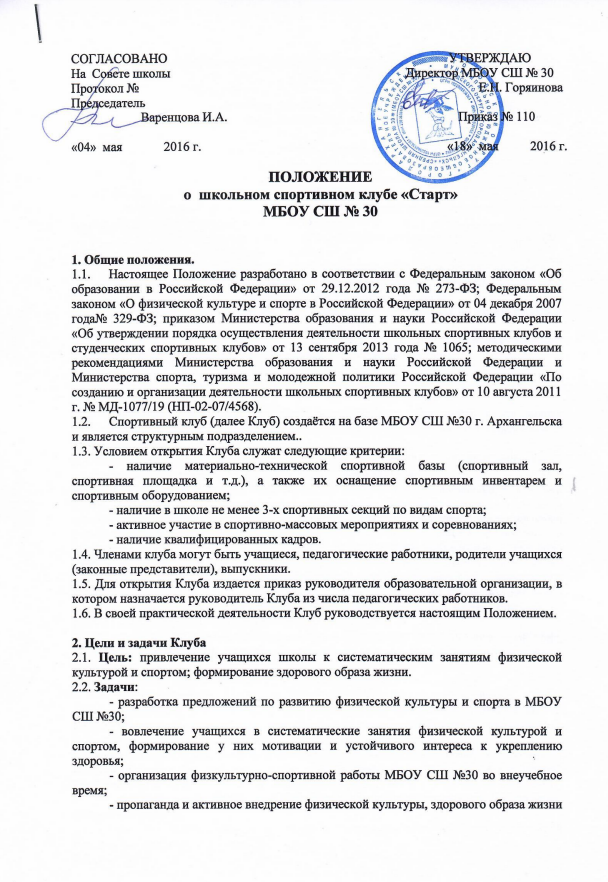 СОГЛАСОВАНО
УТВЕРЖДАЮ
На Совете школы
Директор МБОУ СШ № 30
Протокол №
Е.Н. Горяинова
Председатель
Варенцова И.А.
Приказ № 110
«04» мая 2016 г.
«18» мая 2016 г.
ПОЛОЖЕНИЕ
о школьном спортивном клубе «Старт»
МБОУ СШ № 30
1. Общие положения.
1.1. Настоящее Положение разработано в соответствии с Федеральным законом «Об
образовании в Российской Федерации» от 29.12.2012 года № 273-ФЗ; Федеральным
законом «О физической культуре и спорте в Российской Федерации» от 04 декабря 2007
года№ 329-ФЗ; приказом Министерства образования и науки Российской Федерации
«Об утверждении порядка осуществления деятельности школьных спортивных клубов и
студенческих спортивных клубов» от 13 сентября 2013 года № 1065; методическими
рекомендациями Министерства образования и науки Российской Федерации и
Министерства спорта, туризма и молодежной политики Российской Федерации «По
созданию и организации деятельности школьных спортивных клубов» от 10 августа 2011
г. № МД-1077/19 (НП-02-07/4568).
1.2. Спортивный клуб (далее Клуб) создаётся на базе МБОУ СШ №30 г. Архангельска
и является структурным подразделением..
1.3. Условием открытия Клуба служат следующие критерии:
- наличие материально-технической спортивной базы (спортивный зал,
спортивная площадка и т.д.), а также их оснащение спортивным инвентарем и
спортивным оборудованием;
- наличие в школе не менее 3-х спортивных секций по видам спорта;
- активное участие в спортивно-массовых мероприятиях и соревнованиях;
- наличие квалифицированных кадров.
1.4. Членами клуба могут быть учащиеся, педагогические работники, родители учащихся
(законные представители), выпускники.
1.5. Для открытия Клуба издается приказ руководителя образовательной организации, в
котором назначается руководитель Клуба из числа педагогических работников.
1.6. В своей практической деятельности Клуб руководствуется настоящим Положением.
2. Цели и задачи Клуба
2.1. Цель: привлечение учащихся школы к систематическим занятиям физической
культурой и спортом; формирование здорового образа жизни.
2.2. Задачи:
- разработка предложений по развитию физической культуры и спорта в МБОУ
СШ №30;
- вовлечение учащихся в систематические занятия физической культурой и
спортом, формирование у них мотивации и устойчивого интереса к укреплению
здоровья;
- организация физкультурно-спортивной работы МБОУ СШ №30 во внеучебное
время;
- пропаганда и активное внедрение физической культуры, здорового образа жизни